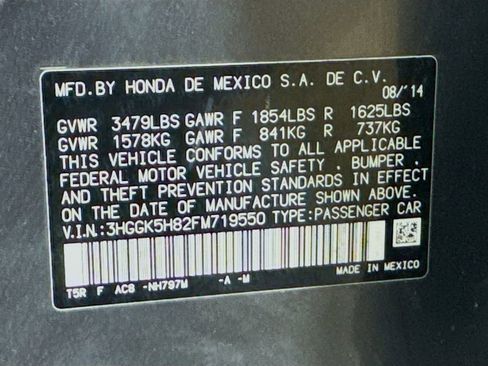 MFD.BY HONDA DE MEXICO S.A. DE C.V.
08/'14
GVWR 3479LBS GAWR F 1854LBS R 1625LBS
GVWR 1578KG GAWR F 841KG R 737KG
THIS VEHICLE CONFORMS TO ALL APPLICABLE
FEDERAL MOTOR VEHICLE SAFETY , BUMPER ,
AND THEFT PREVENTION STANDARDS IN EFFECT
ON THE DATE OF MANUFACTURE SHOWN ABOVE.
V.I.N.:3HGGK5H82FM719550 TYPE:PASSENGER CAR
T5R F AC8 -NH797M -A -M
MADE IN MEXICO